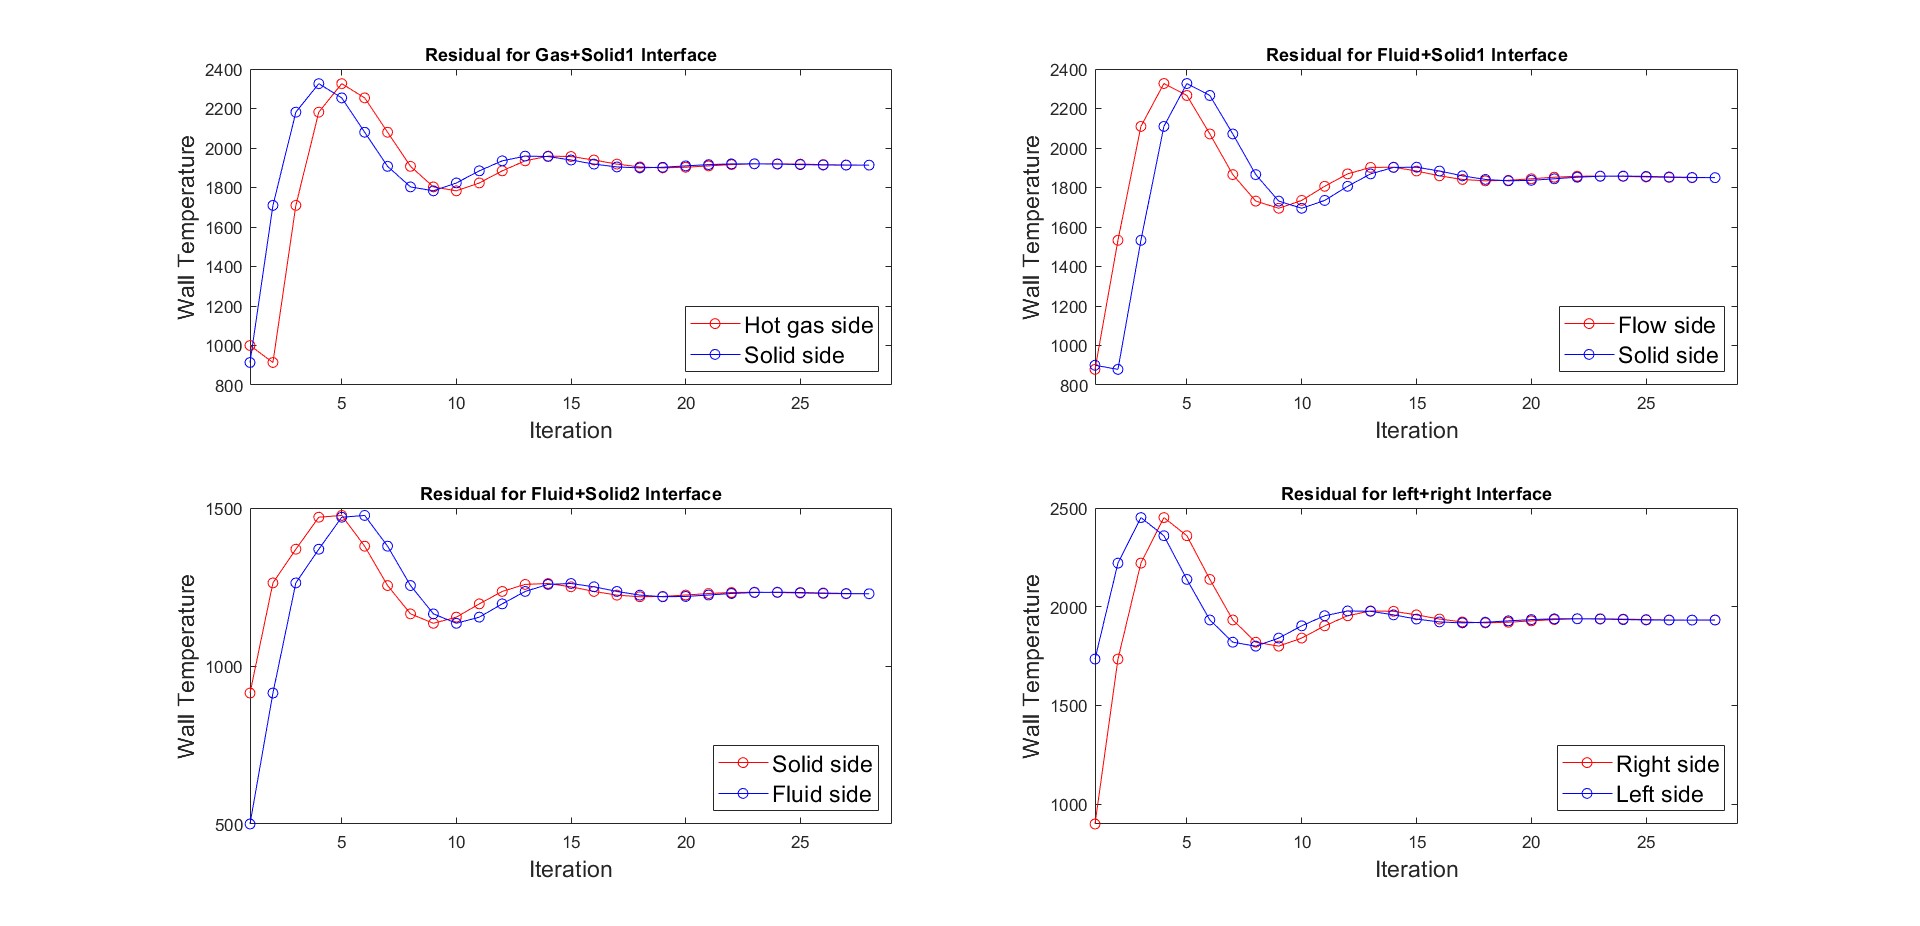 Residual for Gas+Solid1 Interface
2400
2200
2000
1800
1600
1400
1200
1000
800
Wall Temperature
5 10 15 20 25
Iteration
Hot gas side
Solid side
Residual for Fluid+Solid1 Interface
2400
2200
2000
1800
1600
1400
1200
1000
800
Wall Temperature
5 10 15 20 25
Iteration
Flow side
Solid side
Residual for Fluid+Solid2 Interface
1500
1000
500
Wall Temperature
5 10 15 20 25
Iteration
Solid side
Fluid side
Residual for left+right Interface
2500
2000
1500
1000
Wall Temperature
5 10 15 20 25
Iteration
Right side
Left side